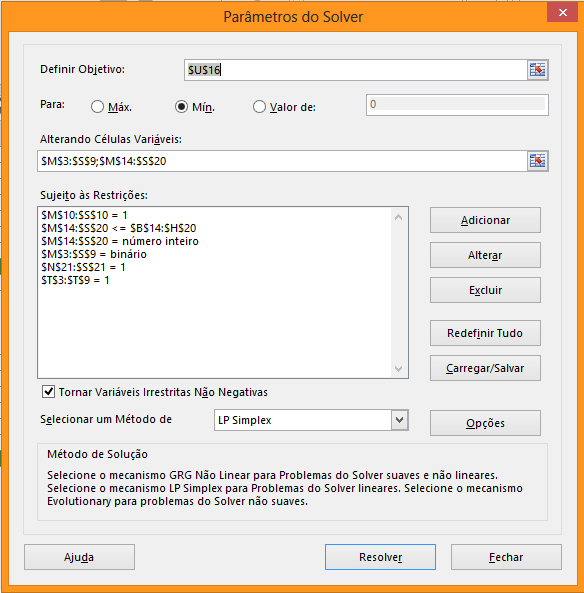 Parâmetros do Solver
Definir Objetivo: $U$16
Para: Máx. Mín. Valor de: 0
Alterando Células Variáveis:
$M$3:$S$9;$M$14:$S$20
Sujeito às Restrições:
$M$10:$S$10 = 1
$M$14:$S$20 <= $B$14:$H$20
$M$14:$S$20 = número inteiro
$M$3:$S$9 = binário
$N$21:$S$21 = 1
$T$3:$T$9 = 1
Adicionar
Alterar
Excluir
Redefinir Tudo
Carregar/Salvar
Tornar Variáveis Irrestritas Não Negativas
Selecionar um Método de LP Simplex Opções
Método de Solução
Selecione o mecanismo GRG Não Linear para Problemas do Solver suaves e não lineares.
Selecione o mecanismo LP Simplex para Problemas do Solver lineares. Selecione o mecanismo
Evolutionary para problemas do Solver não suaves.
Ajuda Resolver Fechar